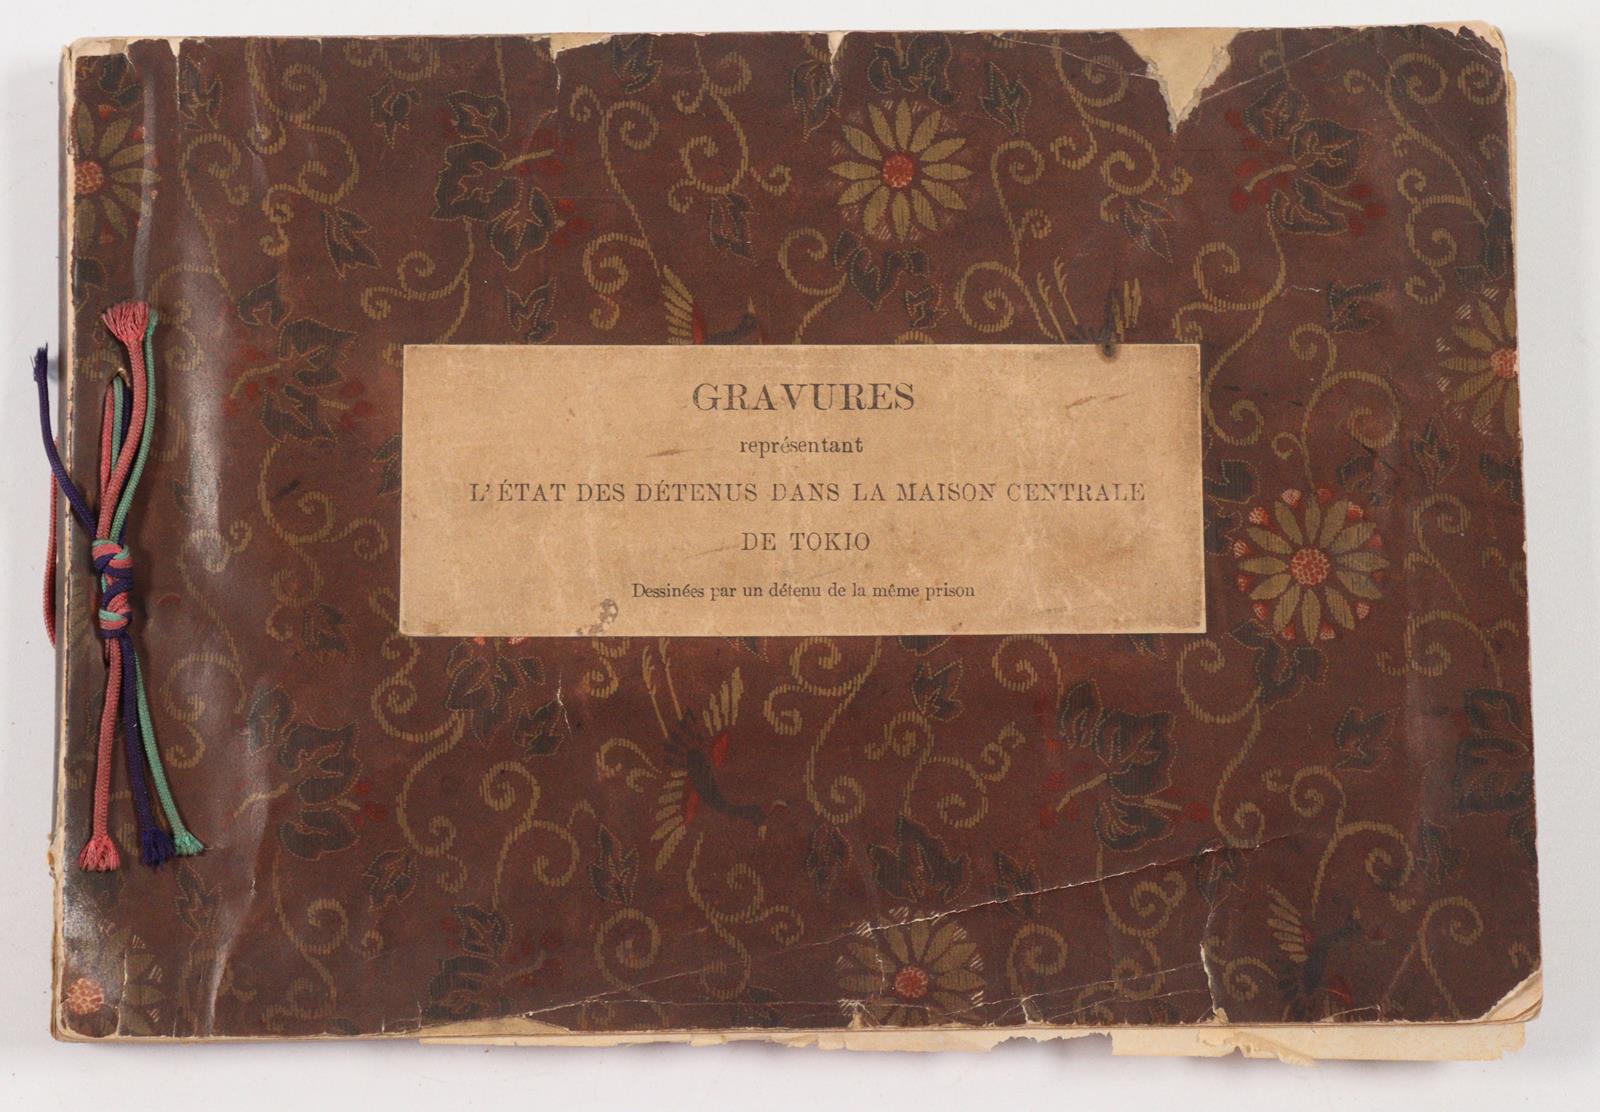 GRAVURES
représentant
L'ÉTAT DES DÉTENUS DANS LA MAISON CENTRALE
DE TOKIO
Dessinées par un détenu de la même prison